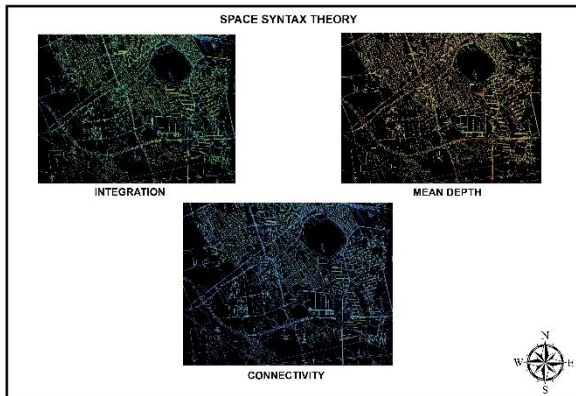 SPACE SYNTAX THEORY
INTEGRATION
MEAN DEPTH
CONNECTIVITY
N
W
E
S